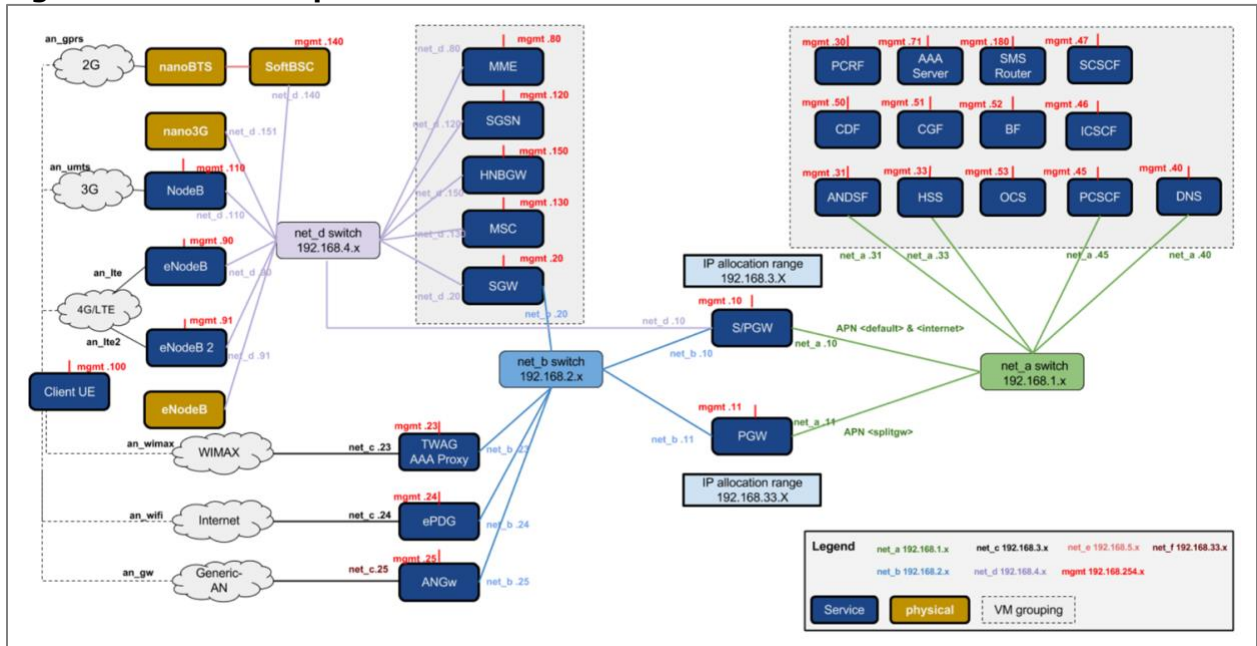 an_gprs
2G
nanoBTS
SoftBSC
mgmt .140
net_d .140
nano3G
net_d .151
an_umts
3G
NodeB
mgmt .110
net_d .110
an_lte
4G/LTE
an_lte2
eNodeB
mgmt .90
net_d .90
eNodeB 2
mgmt .91
net_d .91
mgmt .100
Client UE
eNodeB
an_wimax
WIMAX
net_c .23
mgmt .23
TWAG
AAA Proxy
net_b .23
an_wifi
Internet
net_c .24
mgmt .24
ePDG
net_b .24
an_gw
Generic-
AN
net_c.25
mgmt .25
ANGw
net_b .25
net_d switch
192.168.4.x
net_d .80
mgmt .80
MME
net_d .120
mgmt .120
SGSN
net_d .150
mgmt .150
HNBGW
net_d .130
mgmt .130
MSC
net_d .20
mgmt .20
SGW
net_b .20
net_b switch
192.168.2.x
net_d .10
net_b .10
IP allocation range
192.168.3.X
mgmt .10
S/PGW
net_a .10
APN <default> & <internet>
net_b .11
mgmt .11
PGW
net_a .11
APN <splitgw>
IP allocation range
192.168.33.X
net_a switch
192.168.1.x
mgmt .30
PCRF
mgmt .71
AAA
Server
mgmt .180
SMS
Router
mgmt .47
SCSCF
mgmt .50
CDF
mgmt .51
CGF
mgmt .52
BF
mgmt .46
ICSCF
mgmt .31
ANDSF
mgmt .33
HSS
mgmt .53
OCS
mgmt .45
PCSCF
mgmt .40
DNS
net_a .31
net_a .33
net_a .45
net_a .40
Legend
net_a 192.168.1.x
net_c 192.168.3.x
net_e 192.168.5.x
net_f 192.168.33.x
net_b 192.168.2.x
net_d 192.168.4.x
mgmt 192.168.254.x
Service
physical
VM grouping